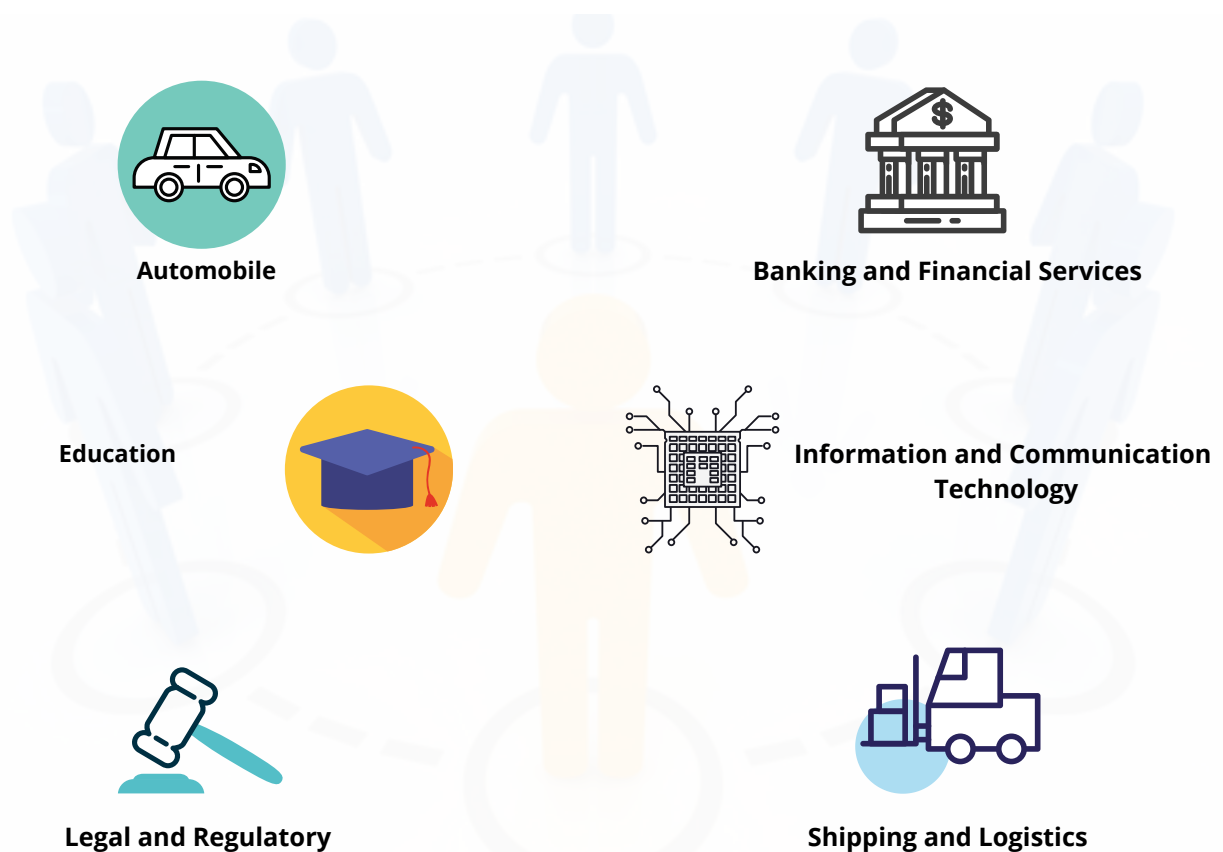 Automobile
Banking and Financial Services
Education
Information and Communication
Technology
Legal and Regulatory
Shipping and Logistics